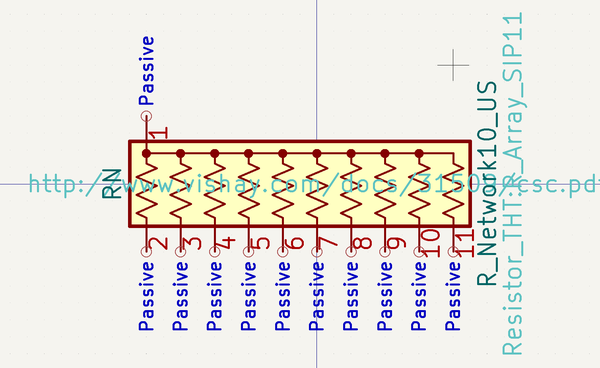 Passive
1
RN
http://www.vishay.com/docs/31509/csc.pdf
R_Network10_US
Resistor_THT:R_Array_SIP11
2
3
4
5
6
7
8
9
10
11
Passive
Passive
Passive
Passive
Passive
Passive
Passive
Passive
Passive
Passive